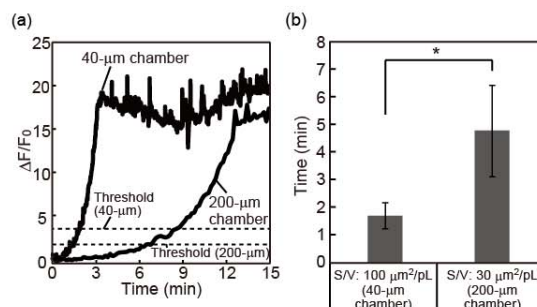 (a)
25
20
15
10
5
0
ΔF/F0
40-μm chamber
Threshold
(40-μm)
200-μm
chamber
Threshold (200-μm)
0 3 6 9 12 15
Time (min)
(b)
8
7
6
5
4
3
2
1
0
Time (min)
*
S/V: 100 μm²/pL
(40-μm
chamber)
S/V: 30 μm²/pL
(200-μm
chamber)